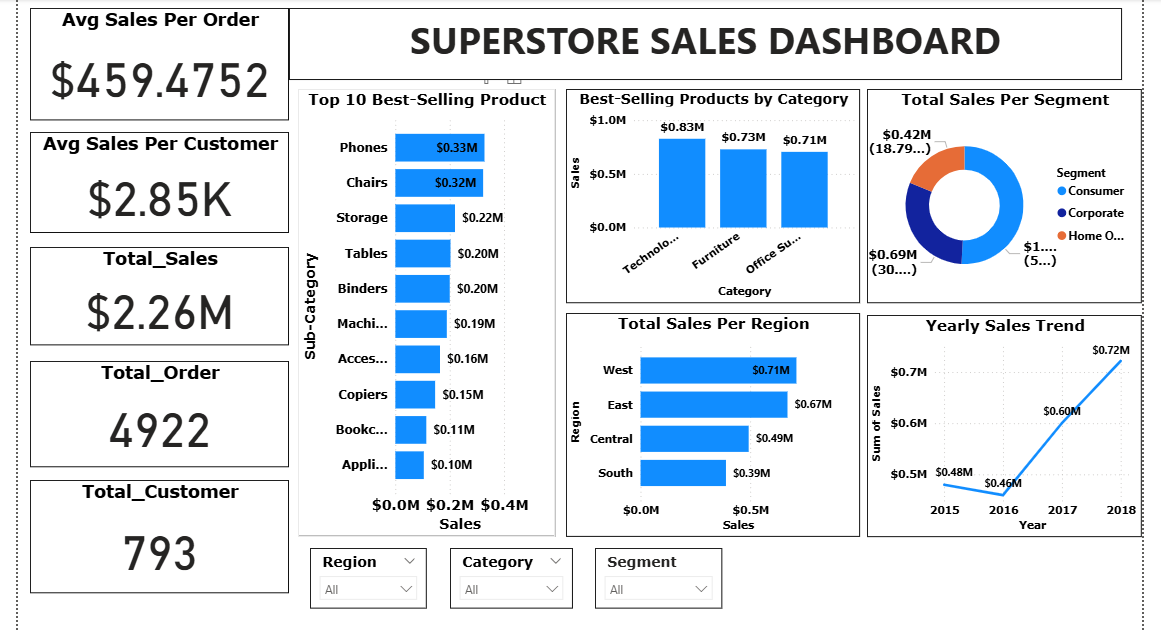 Avg Sales Per Order
$459.4752
Avg Sales Per Customer
$2.85K
Total_Sales
$2.26M
Total_Order
4922
Total_Customer
793
SUPERSTORE SALES DASHBOARD
Top 10 Best-Selling Product
Sub-Category
Phones $0.33M
Chairs $0.32M
Storage $0.22M
Tables $0.20M
Binders $0.20M
Machi... $0.19M
Acces... $0.16M
Copiers $0.15M
Bookc... $0.11M
Appli... $0.10M
$0.0M $0.2M $0.4M
Sales
Best-Selling Products by Category
Sales
$1.0M
$0.5M
$0.0M
$0.83M
$0.73M
$0.71M
Technolo...
Furniture
Office Su...
Category
Total Sales Per Segment
$0.42M
(18.79...)
$0.69M
(30....)
$1....
(5...)
Segment
Consumer
Corporate
Home O...
Total Sales Per Region
Region
West $0.71M
East $0.67M
Central $0.49M
South $0.39M
$0.0M $0.5M
Sales
Yearly Sales Trend
Sum of Sales
$0.7M
$0.6M
$0.5M
$0.48M
$0.46M
$0.60M
$0.72M
2015 2016 2017 2018
Year
Region
All
Category
All
Segment
All